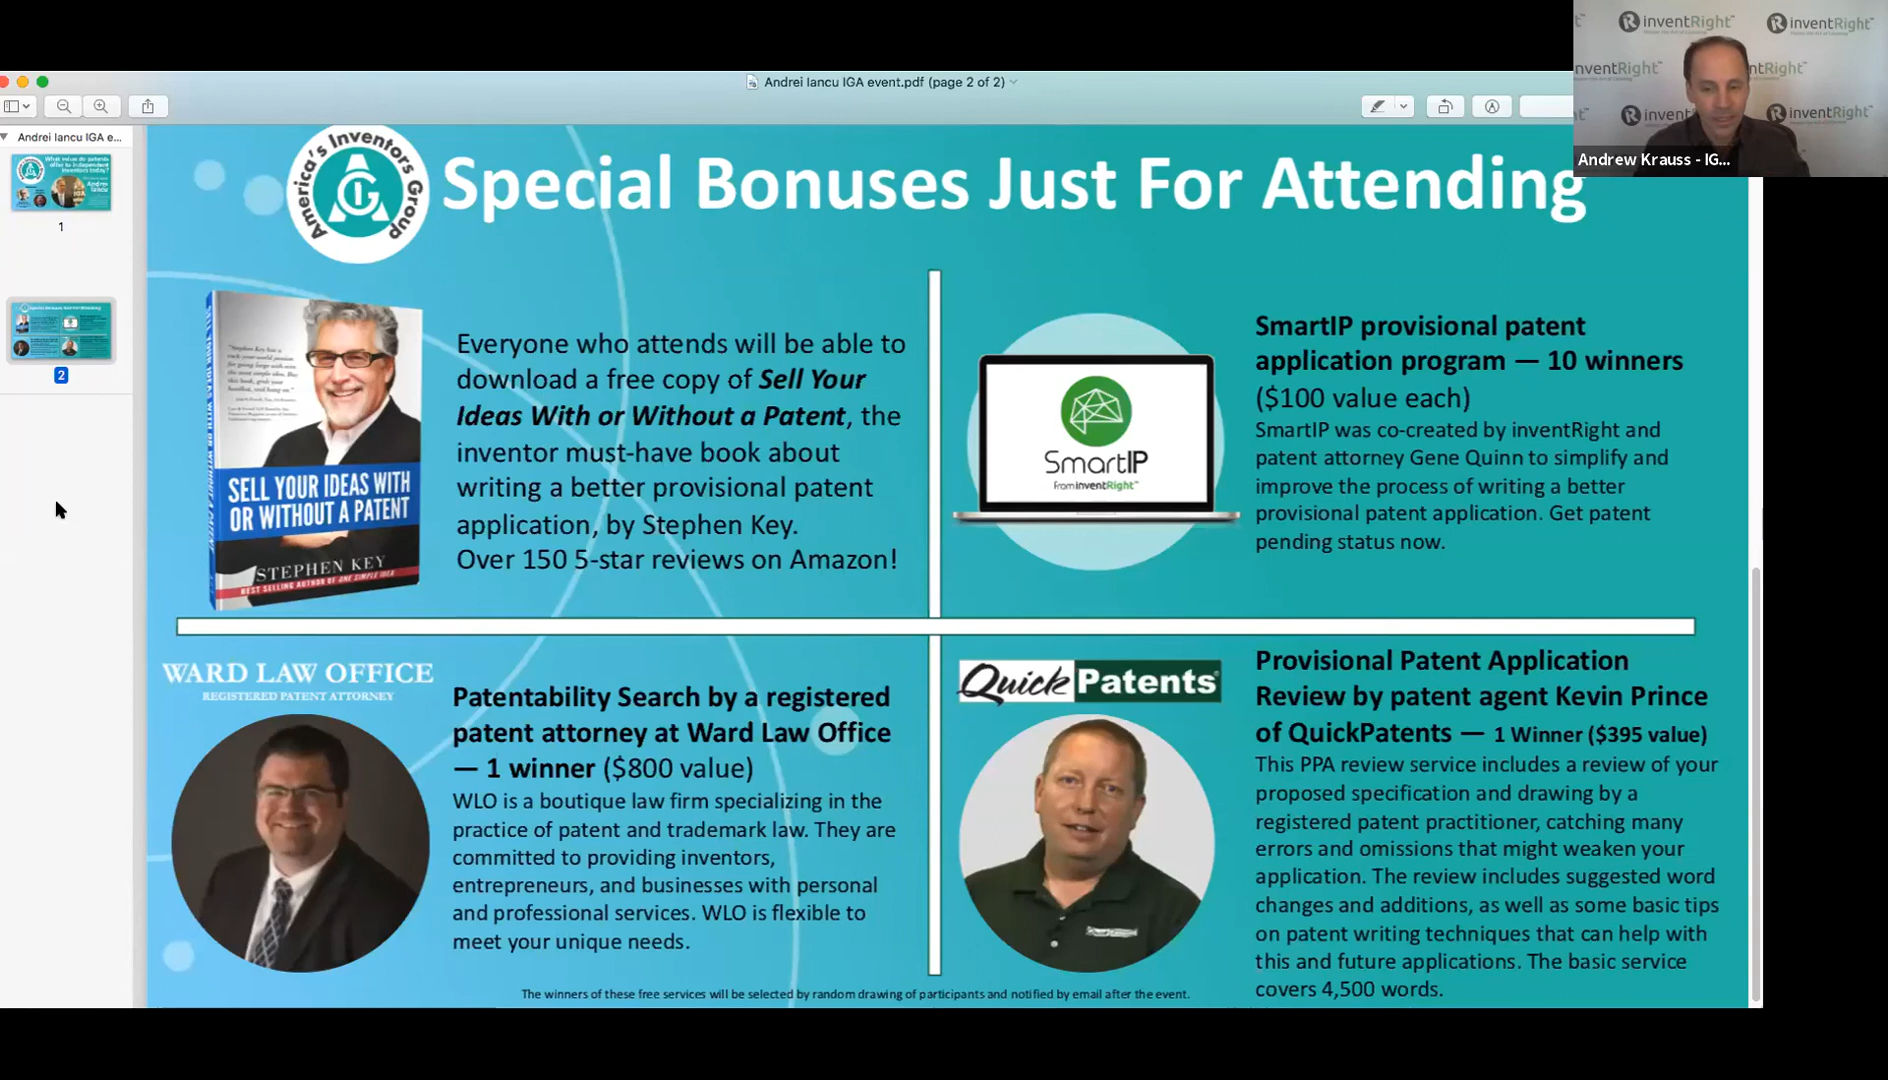 Andrei Iancu IGA event.pdf (page 2 of 2)
inventRight™
inventRight™
Andrew Krauss - IG...
Andrei Iancu IGA e...
1
2
America's Inventors Group
AIG
Special Bonuses Just For Attending
SELL YOUR IDEAS WITH
OR WITHOUT A PATENT
STEPHEN KEY
BEST SELLING AUTHOR OF ONE SIMPLE IDEA
Everyone who attends will be able to
download a free copy of Sell Your
Ideas With or Without a Patent, the
inventor must-have book about
writing a better provisional patent
application, by Stephen Key.
Over 150 5-star reviews on Amazon!
SmartIP
From inventRight™
SmartIP provisional patent
application program — 10 winners
($100 value each)
SmartIP was co-created by inventRight and
patent attorney Gene Quinn to simplify and
improve the process of writing a better
provisional patent application. Get patent
pending status now.
WARD LAW OFFICE
REGISTERED PATENT ATTORNEY
Patentability Search by a registered
patent attorney at Ward Law Office
— 1 winner ($800 value)
WLO is a boutique law firm specializing in the
practice of patent and trademark law. They are
committed to providing inventors,
entrepreneurs, and businesses with personal
and professional services. WLO is flexible to
meet your unique needs.
QuickPatents
Provisional Patent Application
Review by patent agent Kevin Prince
of QuickPatents — 1 Winner ($395 value)
This PPA review service includes a review of your
proposed specification and drawing by a
registered patent practitioner, catching many
errors and omissions that might weaken your
application. The review includes suggested word
changes and additions, as well as some basic tips
on patent writing techniques that can help with
this and future applications. The basic service
covers 4,500 words.
The winners of these free services will be selected by random drawing of participants and notified by email after the event.